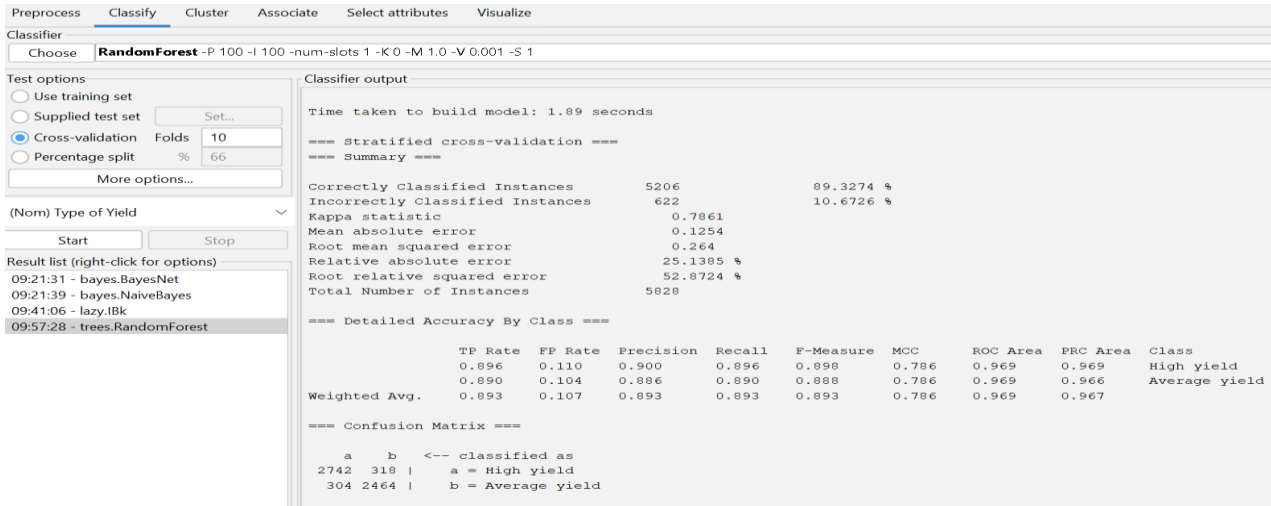 Preprocess Classify Cluster Associate Select attributes Visualize
Classifier
Choose RandomForest -P 100 -I 100 -num-slots 1 -K 0 -M 1.0 -V 0.001 -S 1
Test options
Use training set
Supplied test set Set...
Cross-validation Folds 10
Percentage split % 66
More options...
(Nom) Type of Yield
Start Stop
Result list (right-click for options)
09:21:31 - bayes.BayesNet
09:21:39 - bayes.NaiveBayes
09:41:06 - lazy.IBk
09:57:28 - trees.RandomForest
Classifier output
Time taken to build model: 1.89 seconds
=== Stratified cross-validation ===
=== Summary ===
Correctly Classified Instances 5206 89.3274 %
Incorrectly Classified Instances 622 10.6726 %
Kappa statistic 0.7861
Mean absolute error 0.1254
Root mean squared error 0.264
Relative absolute error 25.1385 %
Root relative squared error 52.8724 %
Total Number of Instances 5828
=== Detailed Accuracy By Class ===
TP Rate FP Rate Precision Recall F-Measure MCC ROC Area PRC Area Class
0.896 0.110 0.900 0.896 0.898 0.786 0.969 0.969 High yield
0.890 0.104 0.886 0.890 0.888 0.786 0.969 0.966 Average yield
Weighted Avg. 0.893 0.107 0.893 0.893 0.893 0.786 0.969 0.967
=== Confusion Matrix ===
a b <-- classified as
2742 318 | a = High yield
304 2464 | b = Average yield